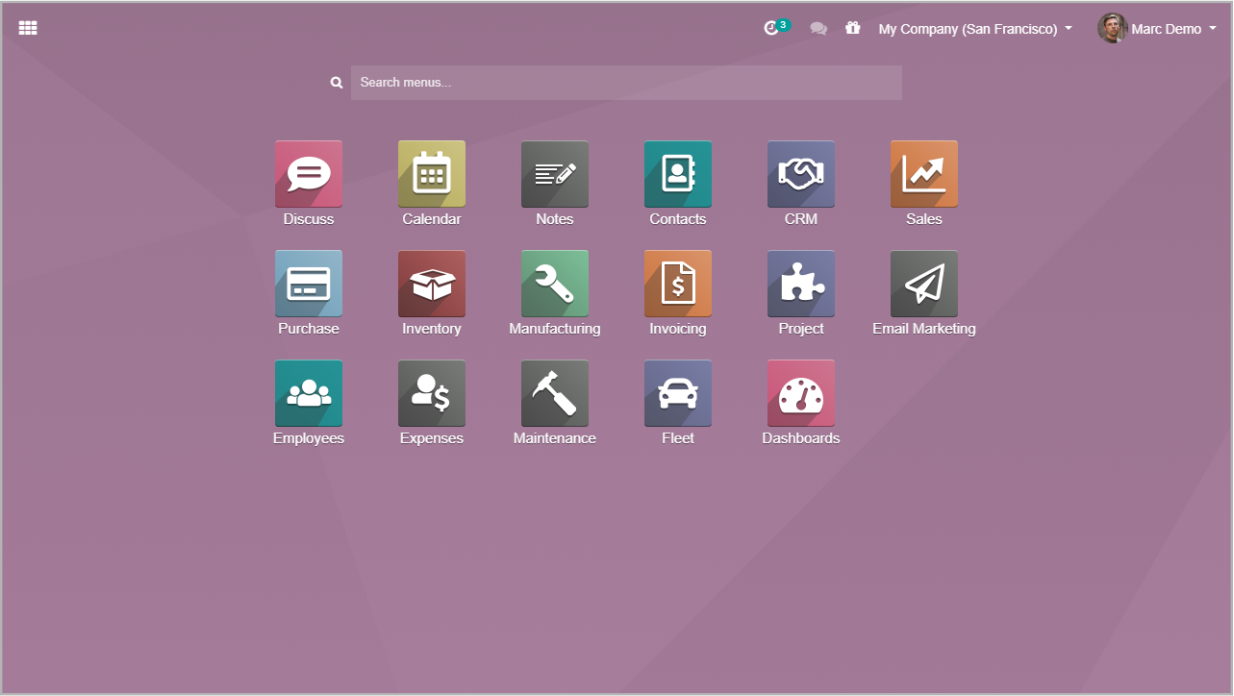 3 My Company (San Francisco) Marc Demo
Search menus...
Discuss Calendar Notes Contacts CRM Sales
Purchase Inventory Manufacturing Invoicing Project Email Marketing
Employees Expenses Maintenance Fleet Dashboards